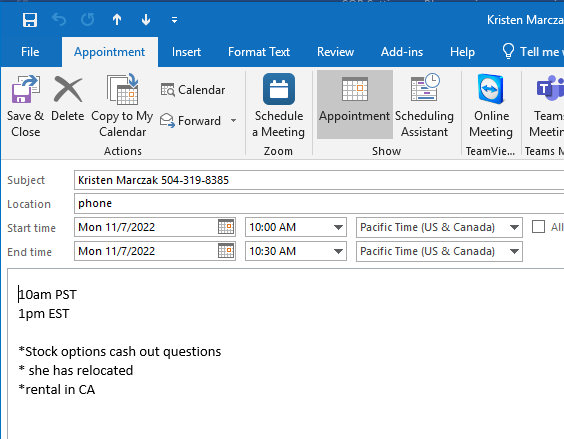 Kristen Marcza
File Appointment Insert Format Text Review Add-ins Help Tell me
Save & Close
Delete
Copy to My Calendar
Calendar
Forward
Actions
Schedule a Meeting
Zoom
Appointment
Scheduling Assistant
Show
Online Meeting
TeamVie...
Teams Meetin
Teams M
Subject Kristen Marczak 504-319-8385
Location phone
Start time Mon 11/7/2022 10:00 AM Pacific Time (US & Canada) All
End time Mon 11/7/2022 10:30 AM Pacific Time (US & Canada)
10am PST
1pm EST
*Stock options cash out questions
* she has relocated
*rental in CA